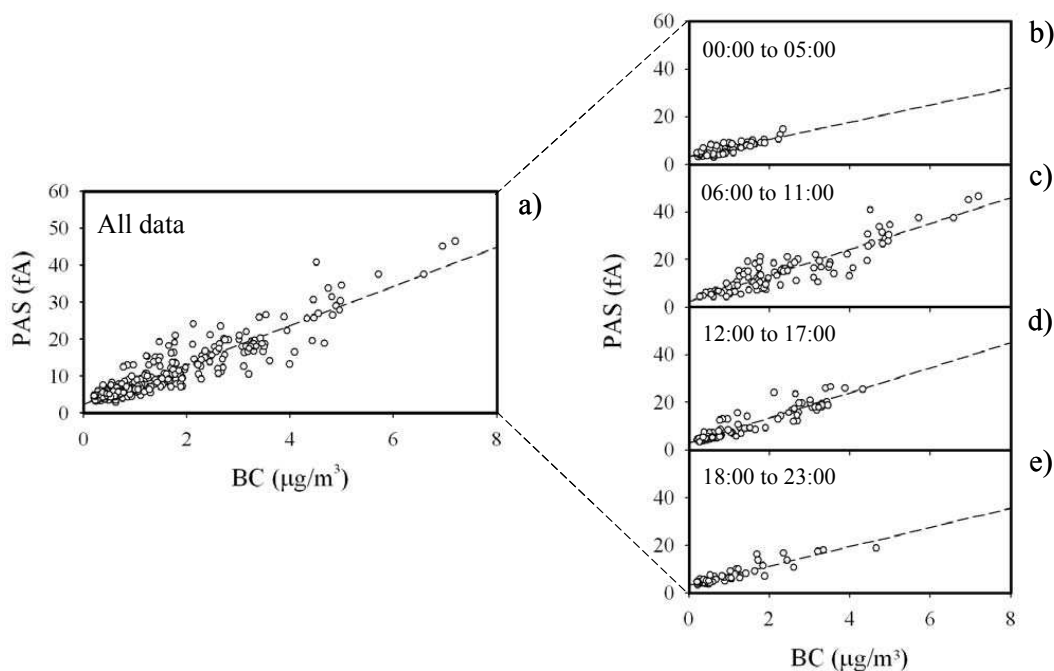 a)
All data
PAS (fA)
60
50
40
30
20
10
0
0 2 4 6 8
BC (μg/m³)
b)
00:00 to 05:00
60
40
20
0
c)
06:00 to 11:00
40
20
0
PAS (fA)
d)
12:00 to 17:00
40
20
0
e)
18:00 to 23:00
40
20
0
0 2 4 6 8
BC (μg/m³)